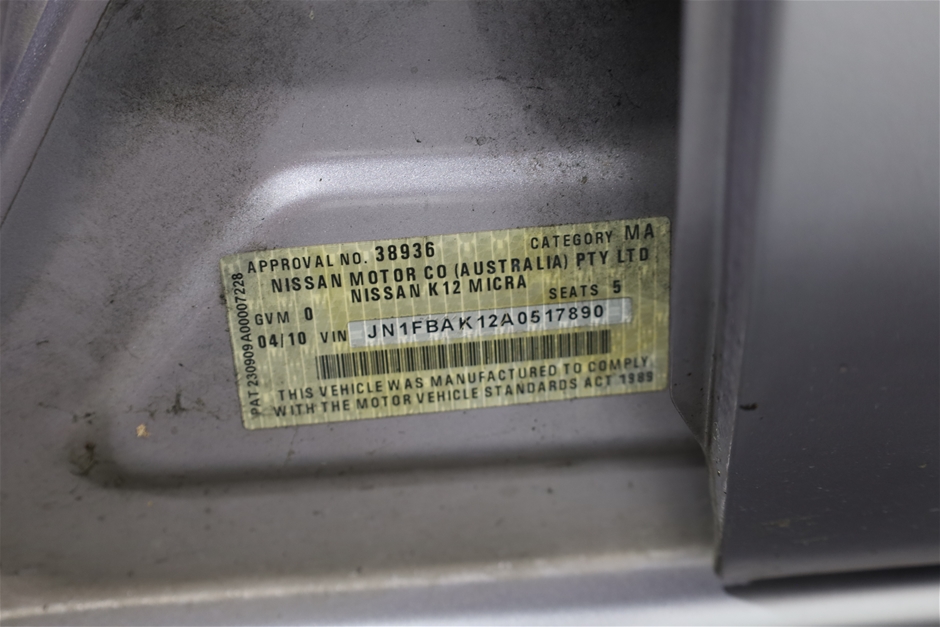 APPROVAL NO. 38936 CATEGORY MA
NISSAN MOTOR CO (AUSTRALIA) PTY LTD
NISSAN K12 MICRA
GVM 0 SEATS 5
04/10 VIN JN1FBAK12A0517890
THIS VEHICLE WAS MANUFACTURED TO COMPLY
WITH THE MOTOR VEHICLE STANDARDS ACT 1989
PAT 230909A00007228